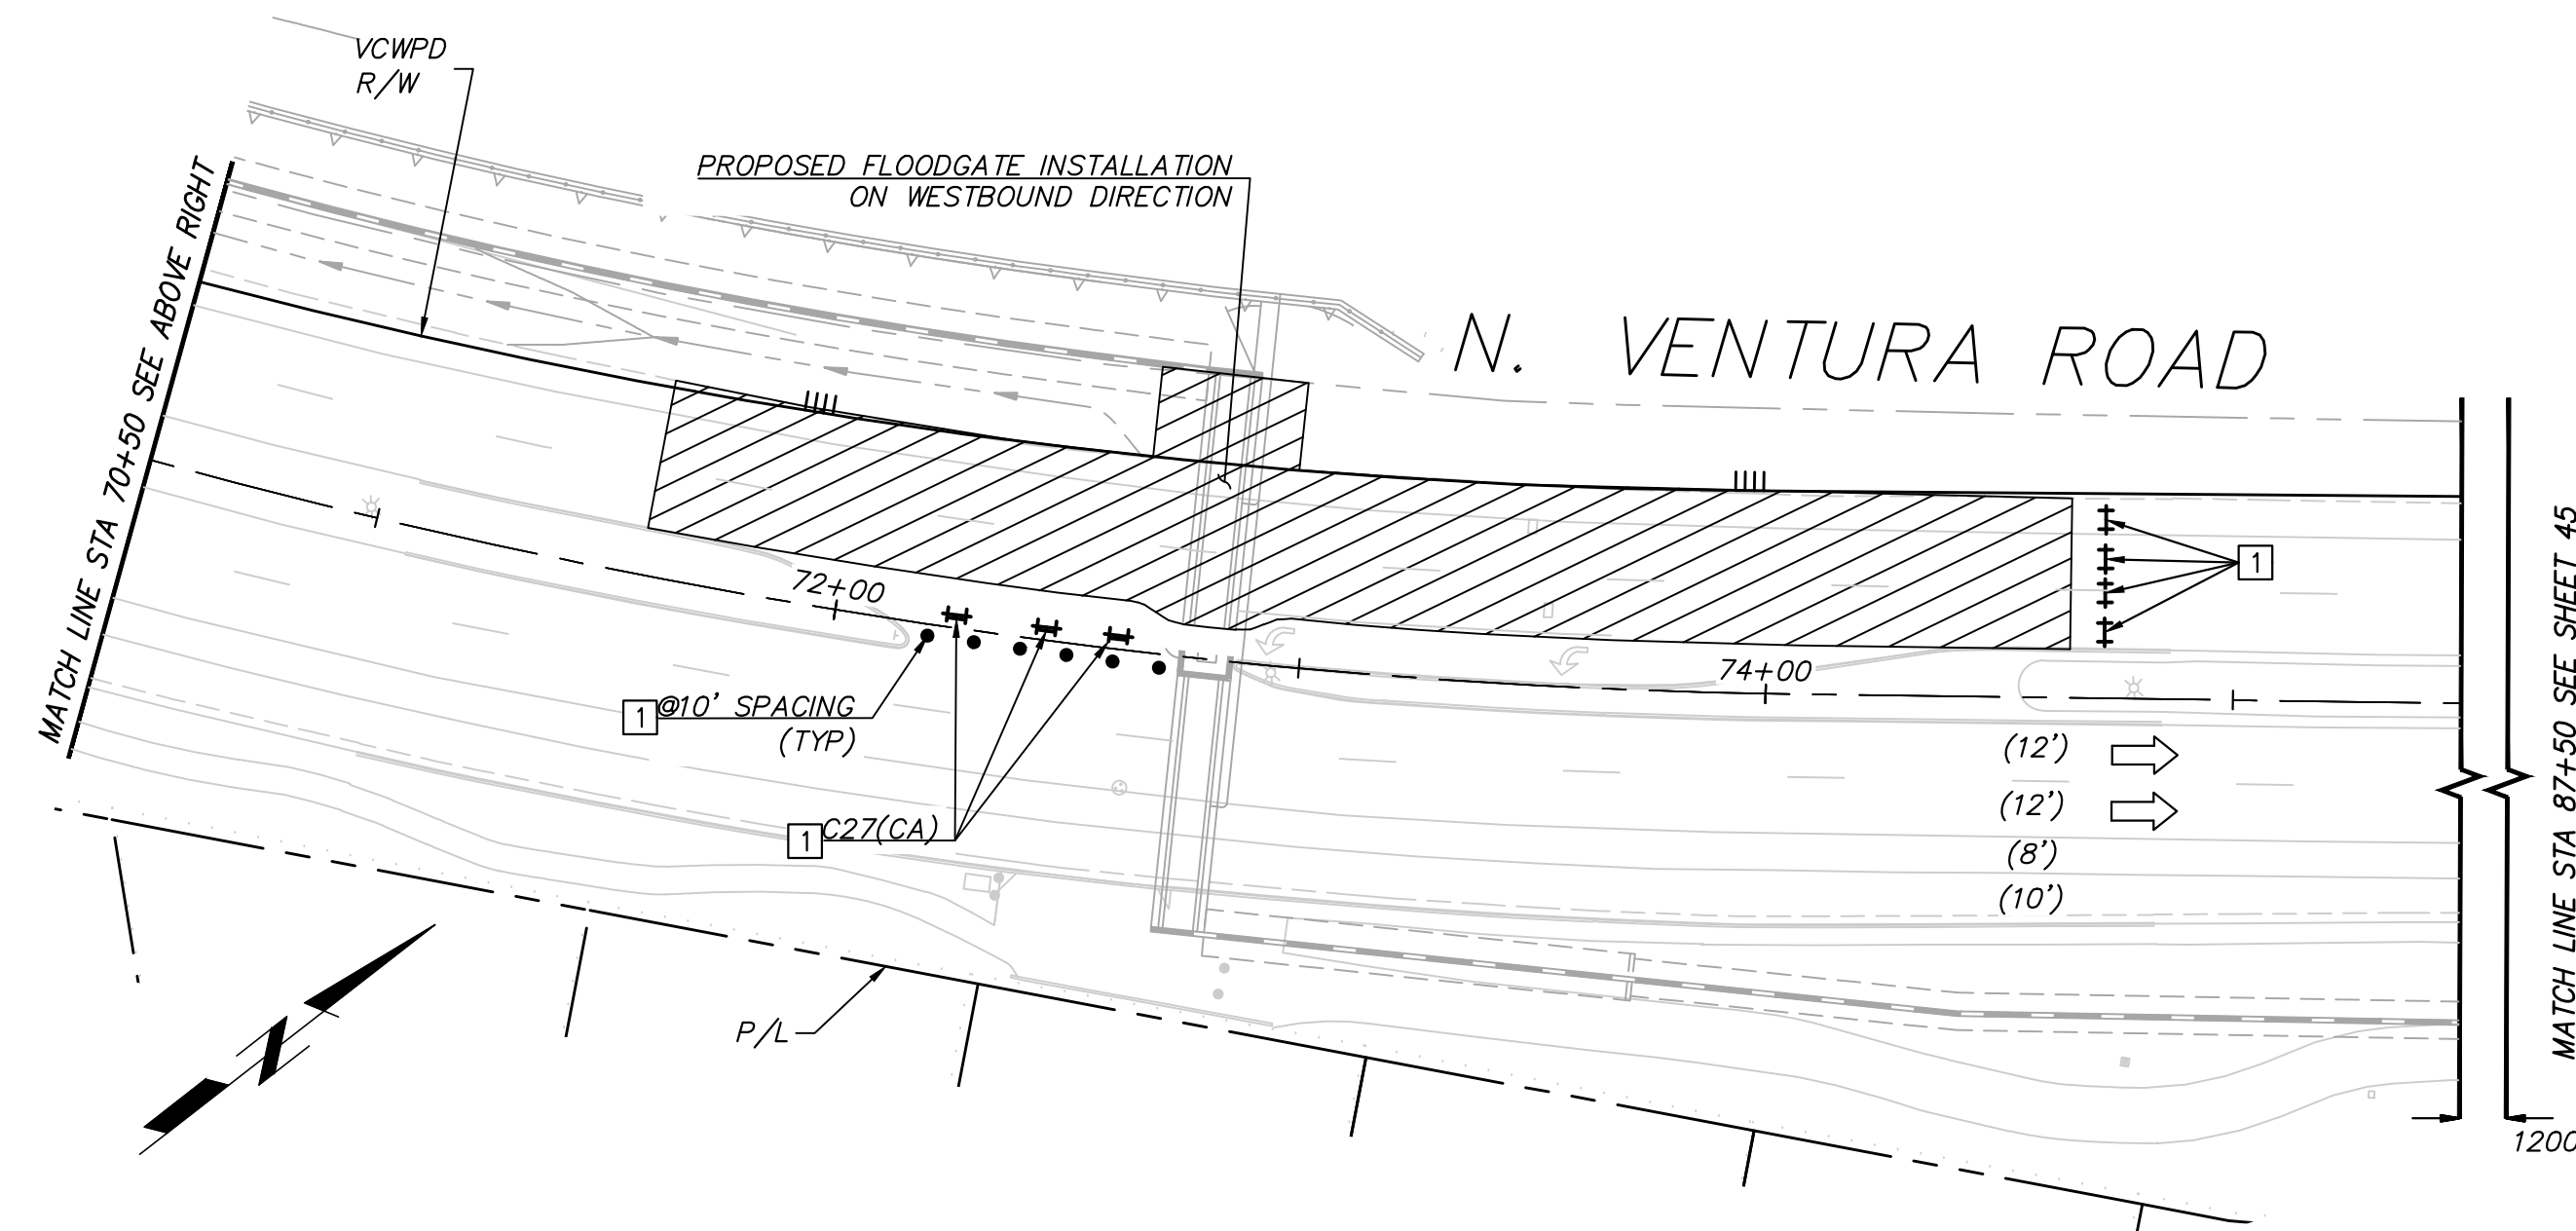 VCWPD
R/W
PROPOSED FLOODGATE INSTALLATION
ON WESTBOUND DIRECTION
N. VENTURA ROAD
MATCH LINE STA 70+50 SEE ABOVE RIGHT
72+00
74+00
1
1 @10' SPACING
(TYP)
1 C27(CA)
(12')
(12')
(8')
(10')
P/L
N
MATCH LINE STA 87+50 SEE SHEET 45
1200